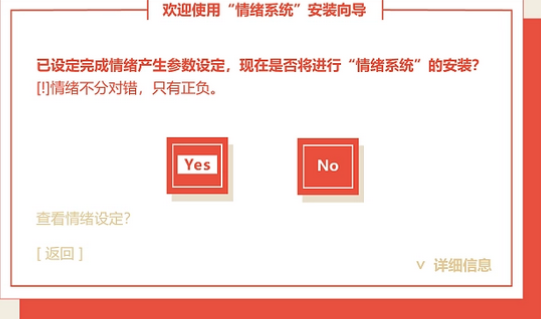 欢迎使用“情绪系统”安装向导
已设定完成情绪产生参数设定，现在是否将进行“情绪系统”的安装？
[!]情绪不分对错，只有正负。
Yes No
查看情绪设定？
[ 返回 ]
∨ 详细信息